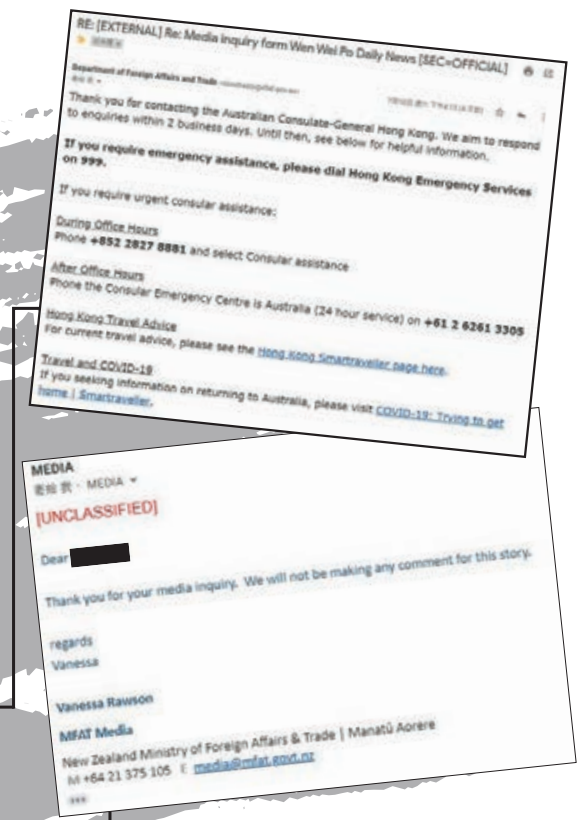 RE: [EXTERNAL] Re: Media inquiry form Wen Wei Po Daily News [SEC=OFFICIAL]
Department of Foreign Affairs and Trade
Thank you for contacting the Australian Consulate-General Hong Kong. We aim to respond
to enquiries within 2 business days. Until then, see below for helpful information.
If you require emergency assistance, please dial Hong Kong Emergency Services
on 999.
If you require urgent consular assistance:
During Office Hours
Phone +852 2827 8881 and select Consular assistance
After Office Hours
Phone the Consular Emergency Centre is Australia (24 hour service) on +61 2 6261 3305
Hong Kong Travel Advice
For current travel advice, please see the Hong Kong Smartraveller page here.
Travel and COVID-19
If you seeking information on returning to Australia, please visit COVID-19: Trying to get
home | Smartraveller.
MEDIA
MEDIA
[UNCLASSIFIED]
Dear
Thank you for your media inquiry. We will not be making any comment for this story.
regards
Vanessa
Vanessa Rawson
MFAT Media
New Zealand Ministry of Foreign Affairs & Trade | Manatū Aorere
M +64 21 375 105 E media@mfat.govt.nz